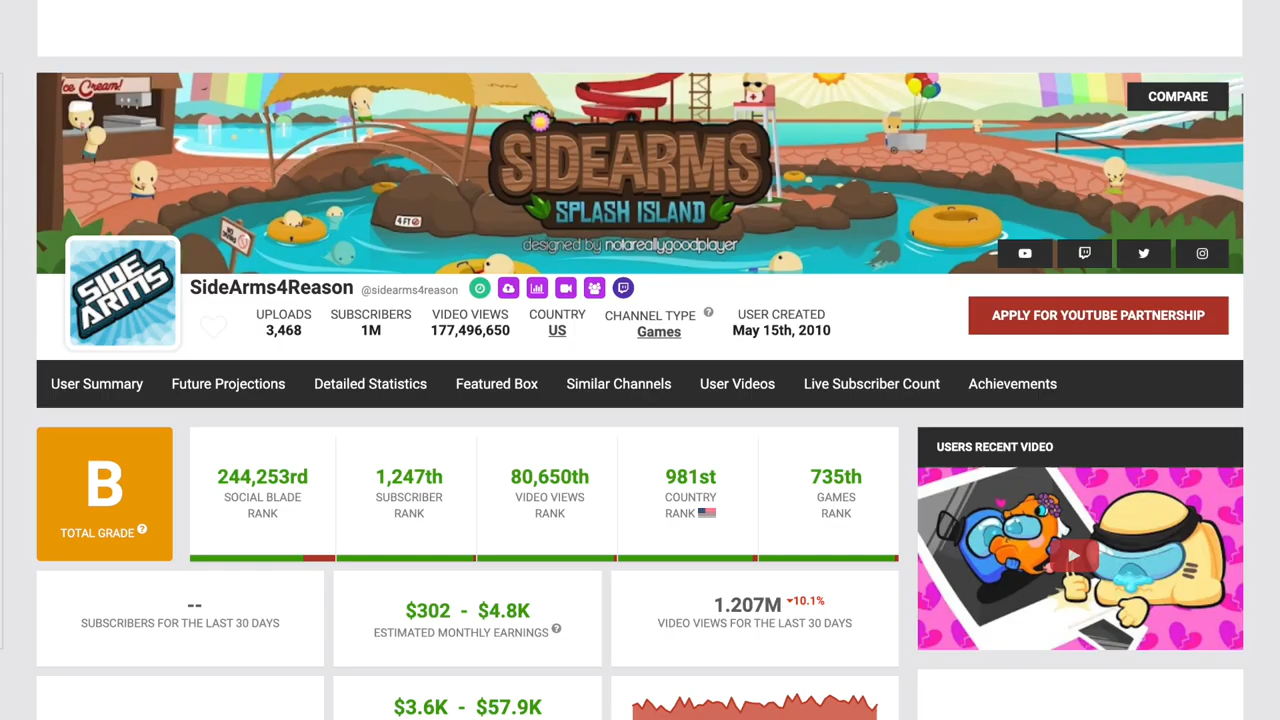 ice Cream!
COMPARE
SIDEARMS
SPLASH ISLAND
designed by notareallygoodplayer
4 FT
NO
SIDE
ARMS
SideArms4Reason @sidearms4reason
UPLOADS SUBSCRIBERS VIDEO VIEWS COUNTRY CHANNEL TYPE ? USER CREATED
3,468 1M 177,496,650 US Games May 15th, 2010
APPLY FOR YOUTUBE PARTNERSHIP
User Summary Future Projections Detailed Statistics Featured Box Similar Channels User Videos Live Subscriber Count Achievements
B
TOTAL GRADE ?
244,253rd 1,247th 80,650th 981st 735th
SOCIAL BLADE SUBSCRIBER VIDEO VIEWS COUNTRY GAMES
RANK RANK RANK RANK RANK
USERS RECENT VIDEO
--
SUBSCRIBERS FOR THE LAST 30 DAYS
$302 - $4.8K
ESTIMATED MONTHLY EARNINGS ?
1.207M 10.1%
VIDEO VIEWS FOR THE LAST 30 DAYS
$3.6K - $57.9K